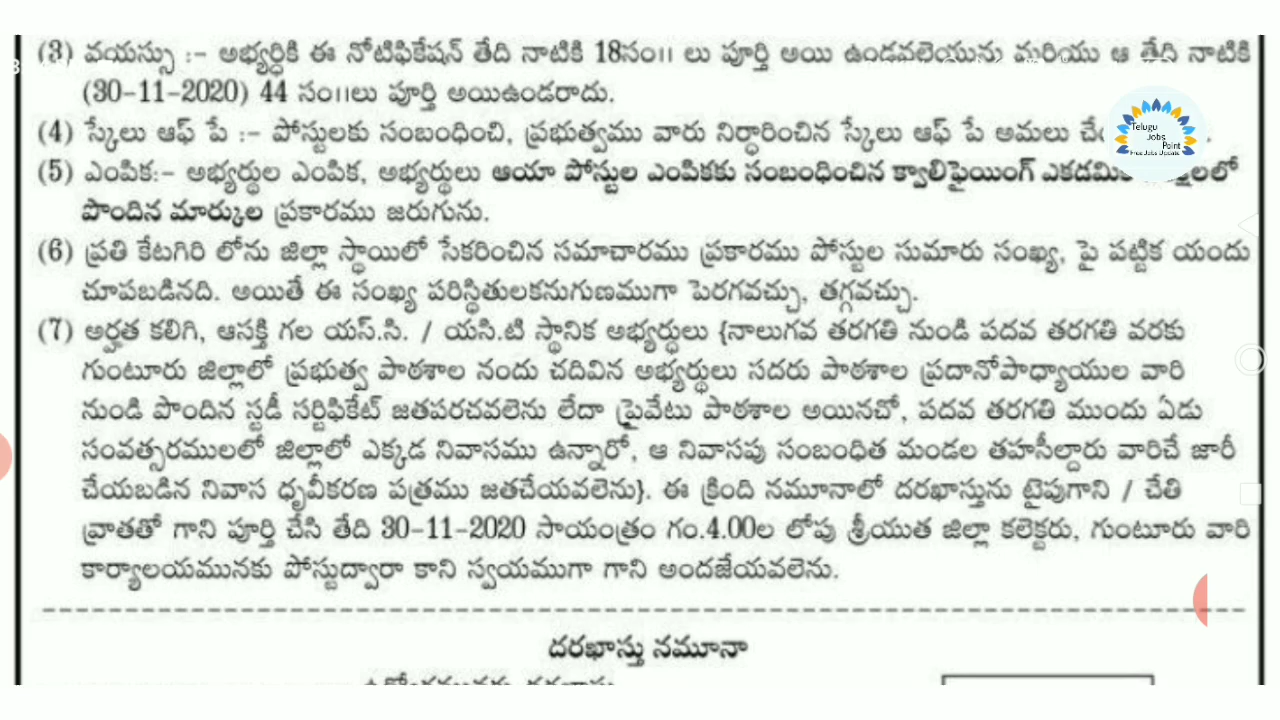 (3) వయస్సు :- అభ్యర్ధికి ఈ నోటిఫికేషన్ తేది నాటికి 18సం।। లు పూర్తి అయి ఉండవలెయును మరియు ఆ తేది నాటికి
(30-11-2020) 44 సం।।లు పూర్తి అయిఉండరాదు.
(4) స్కేలు ఆఫ్ పే :- పోస్టులకు సంబంధించి, ప్రభుత్వము వారు నిర్ధారించిన స్కేలు ఆఫ్ పే అమలు
Telugu
Jobs
Point
Free Jobs Update
(5) ఎంపిక:- అభ్యర్థుల ఎంపిక, అభ్యర్థులు ఆయా పోస్టుల ఎంపికకు సంబంధించిన క్వాలిఫైయింగ్
పొందిన మార్కుల ప్రకారము జరుగును.
(6) ప్రతి కేటగిరి లోను జిల్లా స్థాయిలో సేకరించిన సమాచారము ప్రకారము పోస్టుల సుమారు సంఖ్య, పై పట్టిక యందు
చూపబడినది. అయితే ఈ సంఖ్య పరిస్థితులకనుగుణముగా పెరగవచ్చు, తగ్గవచ్చు.
(7) అర్హత కలిగి, ఆసక్తి గల యస్.సి. / యసి.టి స్థానిక అభ్యర్థులు {నాలుగవ తరగతి నుండి పదవ తరగతి వరకు
గుంటూరు జిల్లాలో ప్రభుత్వ పాఠశాల నందు చదివిన అభ్యర్థులు సదరు పాఠశాల ప్రదానోపాధ్యాయుల వారి
నుండి పొందిన స్టడీ సర్టిఫికేట్ జతపరచవలెను లేదా ప్రైవేటు పాఠశాల అయినచో, పదవ తరగతి ముందు ఏడు
సంవత్సరములలో జిల్లాలో ఎక్కడ నివాసము ఉన్నారో, ఆ నివాసపు సంబంధిత మండల తహసీల్దారు వారిచే జారీ
చేయబడిన నివాస ధృవీకరణ పత్రము జతచేయవలెను}. ఈ క్రింది నమూనాలో దరఖాస్తును టైపుగాని / చేతి
వ్రాతతో గాని పూర్తి చేసి తేది 30-11-2020 సాయంత్రం గం.4.00ల లోపు శ్రీయుత జిల్లా కలెక్టరు, గుంటూరు వారి
కార్యాలయమునకు పోస్టుద్వారా కాని స్వయముగా గాని అందజేయవలెను.
దరఖాస్తు నమూనా